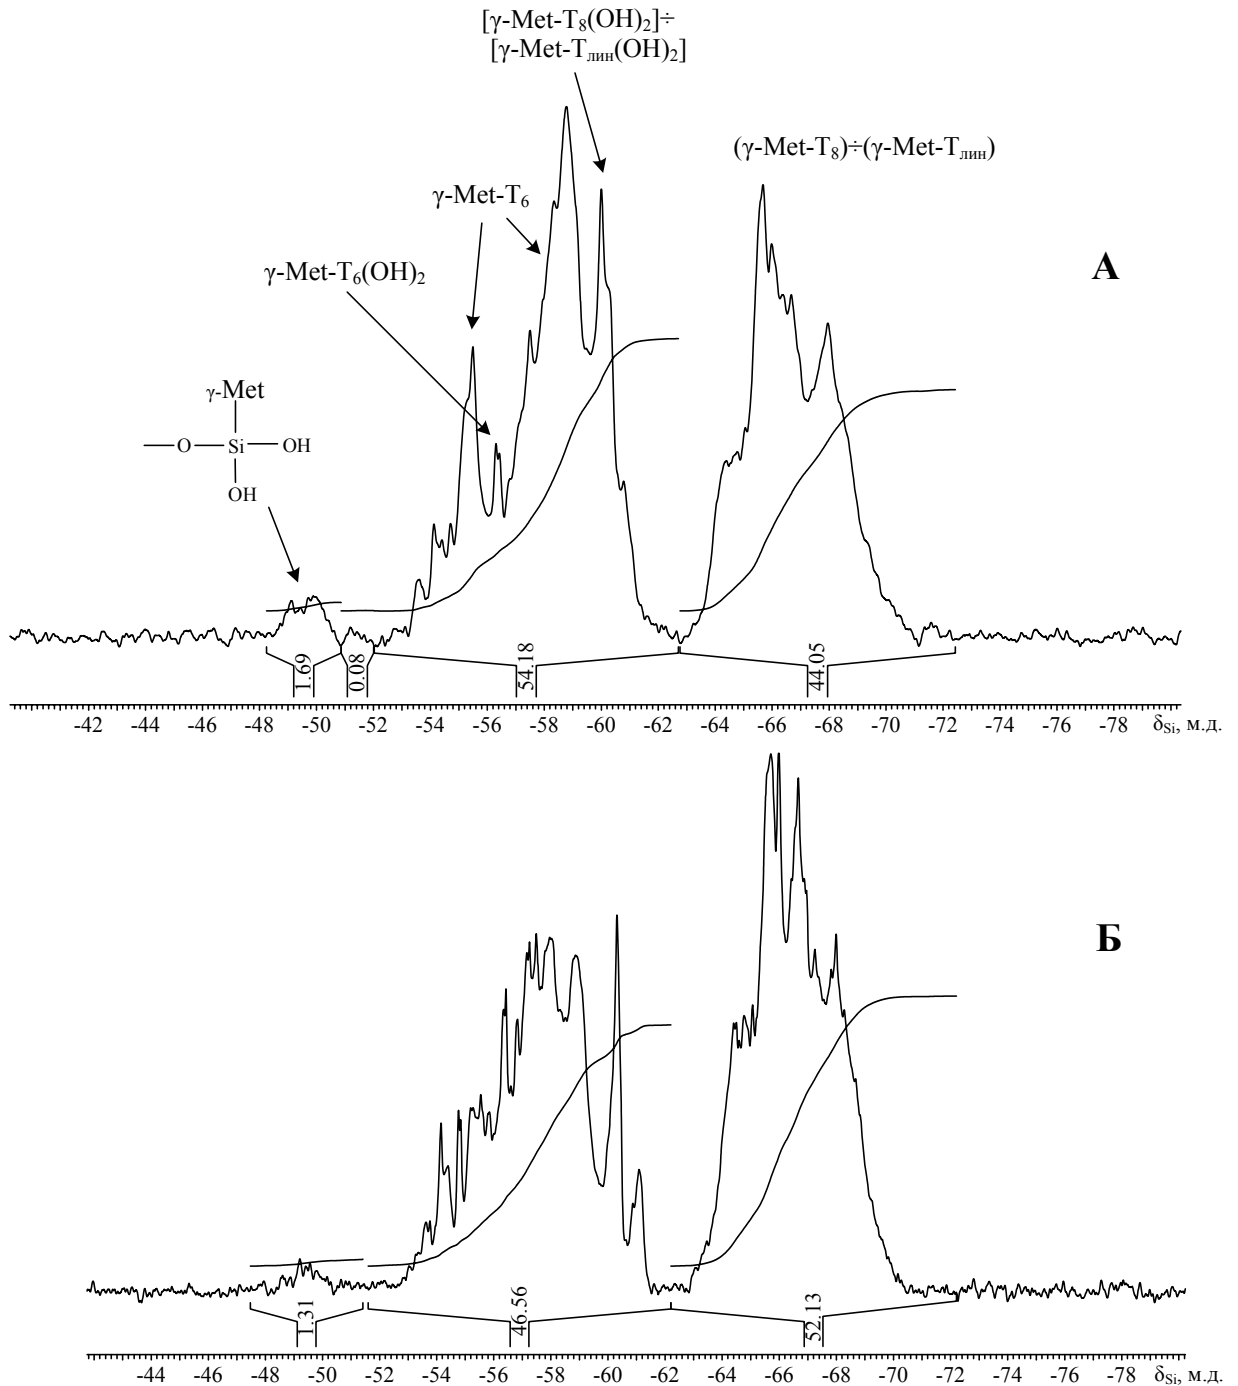 [γ-Met-T₈(OH)₂]÷
[γ-Met-Tлин(OH)₂]
(γ-Met-T₈)÷(γ-Met-Tлин)
γ-Met-T₆
А
γ-Met-T₆(OH)₂
γ-Met
O Si OH
OH
1.69 0.08 54.18 44.05
-42 -44 -46 -48 -50 -52 -54 -56 -58 -60 -62 -64 -66 -68 -70 -72 -74 -76 -78 δSi, м.д.
Б
1.31 46.56 52.13
-44 -46 -48 -50 -52 -54 -56 -58 -60 -62 -64 -66 -68 -70 -72 -74 -76 -78 δSi, м.д.